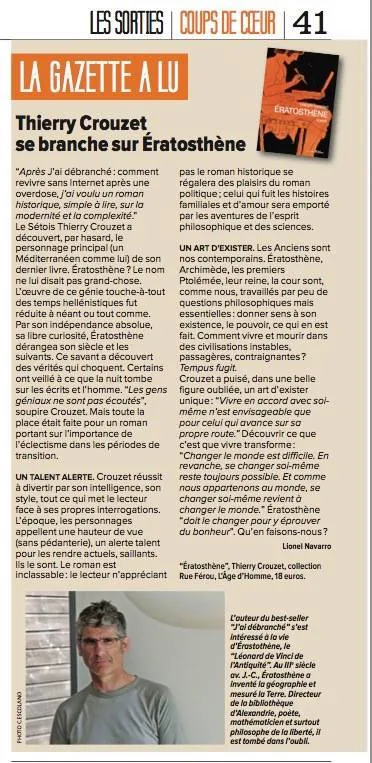 LES SORTIES | COUPS DE CŒUR | 41
LA GAZETTE A LU
Thierry Crouzet
se branche sur Ératosthène
ÉRATOSTHÈNE
“Après J’ai débranché : comment
revivre sans Internet après une
overdose, j’ai voulu un roman
historique, simple à lire, sur la
modernité et la complexité.”
Le Sétois Thierry Crouzet a
découvert, par hasard, le
personnage principal (un
Méditerranéen comme lui) de son
dernier livre. Ératosthène ? Le nom
ne lui disait pas grand-chose.
L’œuvre de ce génie touche-à-tout
des temps hellénistiques fut
réduite à néant ou tout comme.
Par son indépendance absolue,
sa libre curiosité, Ératosthène
dérangea son siècle et les
suivants. Ce savant a découvert
des vérités qui choquent. Certains
ont veillé à ce que la nuit tombe
sur les écrits et l’homme. “Les gens
géniaux ne sont pas écoutés”,
soupire Crouzet. Mais toute la
place était faite pour un roman
portant sur l’importance de
l’éclectisme dans les périodes de
transition.
UN TALENT ALERTE. Crouzet réussit
à divertir par son intelligence, son
style, tout ce qui met le lecteur
face à ses propres interrogations.
L’époque, les personnages
appellent une hauteur de vue
(sans pédanterie), un alerte talent
pour les rendre actuels, saillants.
Ils le sont. Le roman est
inclassable : le lecteur n’appréciant
pas le roman historique se
régalera des plaisirs du roman
politique ; celui qui fuit les histoires
familiales et d’amour sera emporté
par les aventures de l’esprit
philosophique et des sciences.
UN ART D’EXISTER. Les Anciens sont
nos contemporains. Ératosthène,
Archimède, les premiers
Ptolémée, leur reine, la cour sont,
comme nous, travaillés par peu de
questions philosophiques mais
essentielles : donner sens à son
existence, le pouvoir, ce qui en est
fait. Comment vivre et mourir dans
des civilisations instables,
passagères, contraignantes ?
Tempus fugit.
Crouzet a puisé, dans une belle
figure oubliée, un art d’exister
unique : “Vivre en accord avec soi-
même n’est envisageable que
pour celui qui avance sur sa
propre route.” Découvrir ce que
c’est que vivre transforme :
“Changer le monde est difficile. En
revanche, se changer soi-même
reste toujours possible. Et comme
nous appartenons au monde, se
changer soi-même revient à
changer le monde.” Ératosthène
“doit le changer pour y éprouver
du bonheur”. Qu’en faisons-nous ?
Lionel Navarro
“Ératosthène”, Thierry Crouzet, collection
Rue Férou, L’Âge d’Homme, 18 euros.
PHOTO C.ESCOLANO
L’auteur du best-seller
“J’ai débranché” s’est
intéressé à la vie
d’Érastothène, le
“Léonard de Vinci de
l’Antiquité”. Au IIIe siècle
av. J.-C., Ératosthène a
inventé la géographie et
mesuré la Terre. Directeur
de la bibliothèque
d’Alexandrie, poète,
mathématicien et surtout
philosophe de la liberté, il
est tombé dans l’oubli.